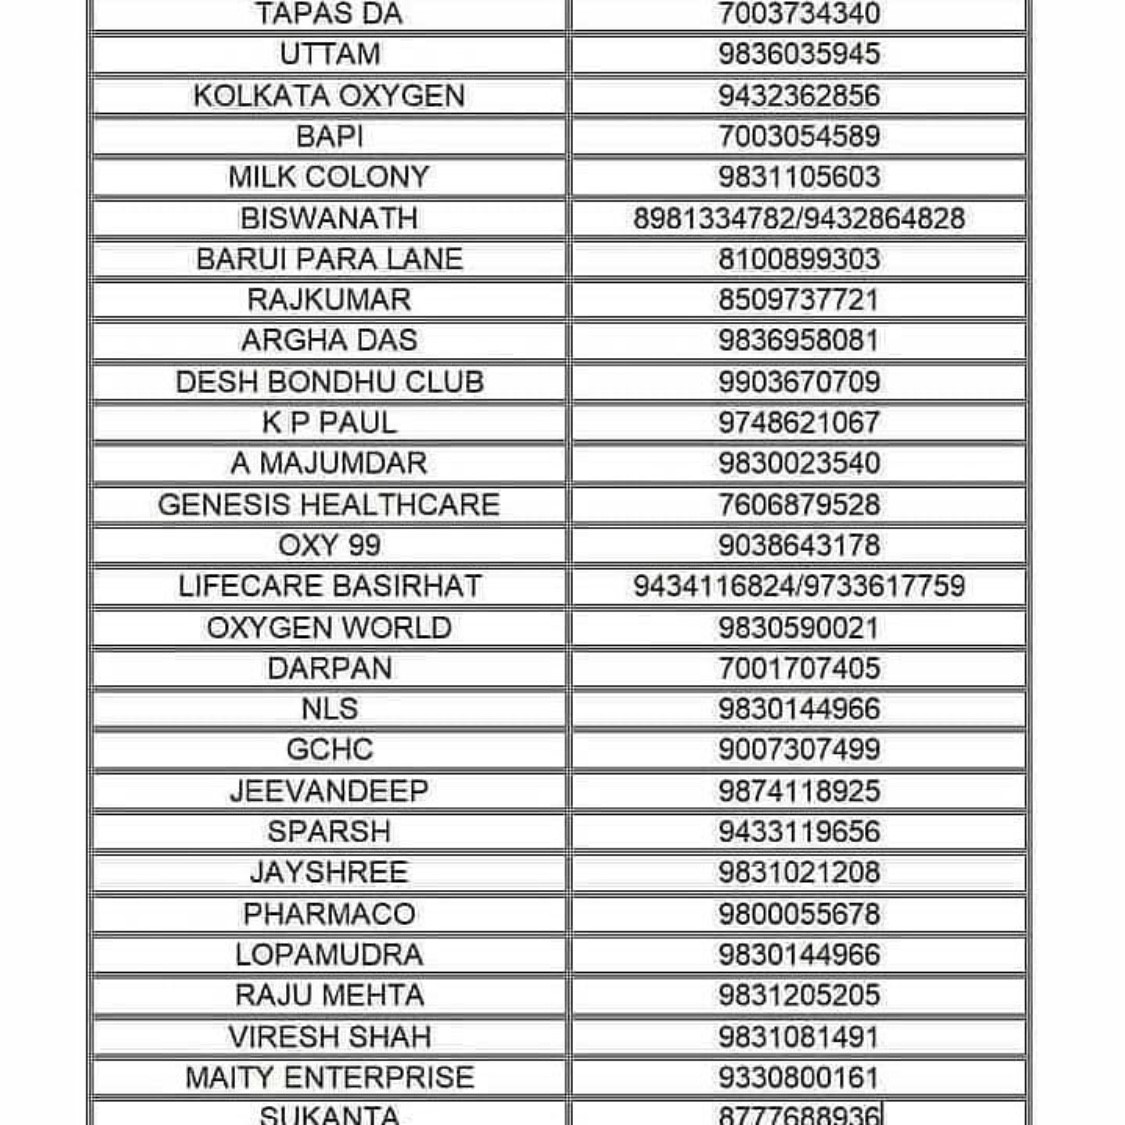 TAPAS DA 7003734340
UTTAM 9836035945
KOLKATA OXYGEN 9432362856
BAPI 7003054589
MILK COLONY 9831105603
BISWANATH 8981334782/9432864828
BARUI PARA LANE 8100899303
RAJKUMAR 8509737721
ARGHA DAS 9836958081
DESH BONDHU CLUB 9903670709
K P PAUL 9748621067
A MAJUMDAR 9830023540
GENESIS HEALTHCARE 7606879528
OXY 99 9038643178
LIFECARE BASIRHAT 9434116824/9733617759
OXYGEN WORLD 9830590021
DARPAN 7001707405
NLS 9830144966
GCHC 9007307499
JEEVANDEEP 9874118925
SPARSH 9433119656
JAYSHREE 9831021208
PHARMACO 9800055678
LOPAMUDRA 9830144966
RAJU MEHTA 9831205205
VIRESH SHAH 9831081491
MAITY ENTERPRISE 9330800161
SUKANTA 8777688936